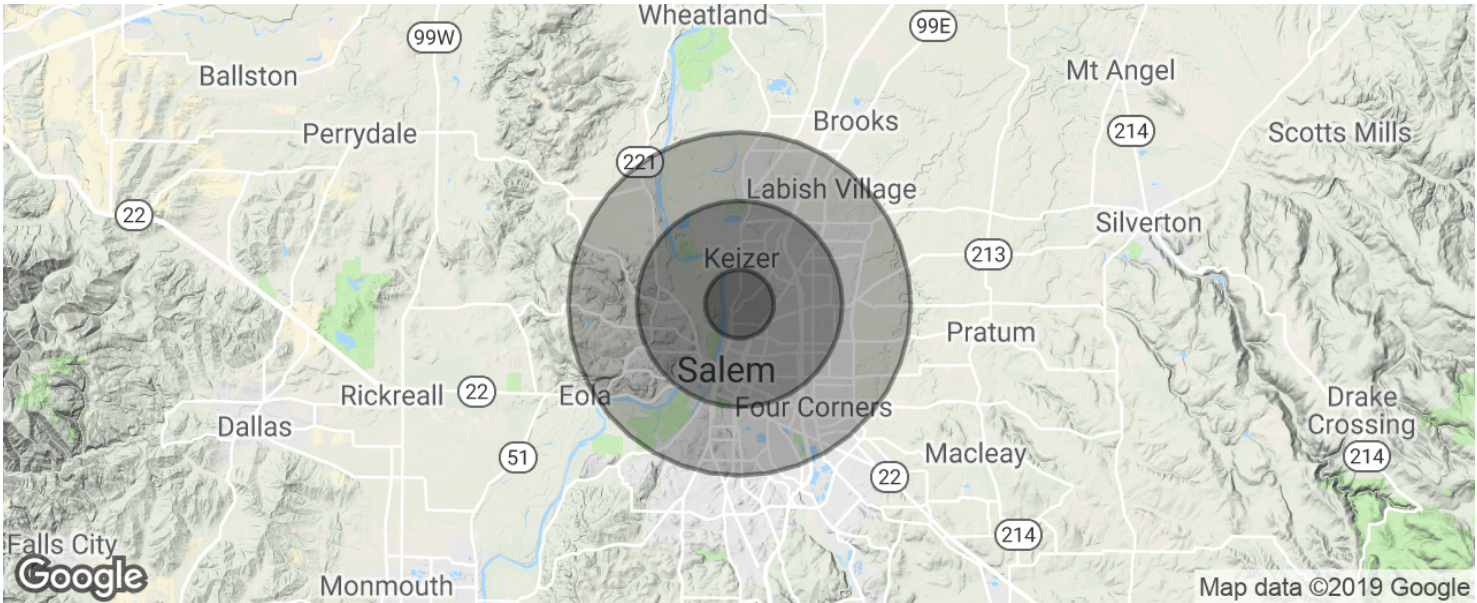 Wheatland
99W
99E
Ballston
Mt Angel
Perrydale
Brooks
214
Scotts Mills
221
Labish Village
22
Silverton
Keizer
213
Pratum
Salem
Rickreall
22
Eola
Four Corners
Drake
Crossing
Dallas
51
Macleay
214
22
214
Falls City
Google
Monmouth
Map data ©2019 Google